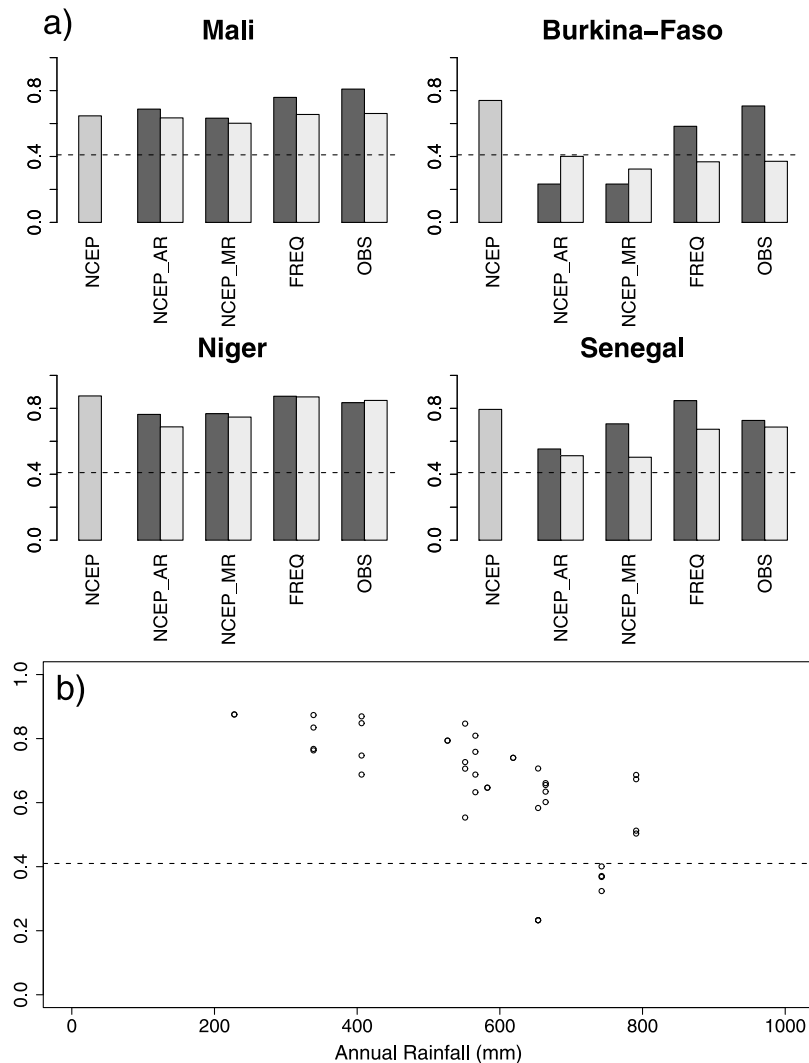 a)
Mali
Burkina–Faso
0.8
0.4
0.0
NCEP
NCEP_AR
NCEP_MR
FREQ
OBS
0.8
0.4
0.0
NCEP
NCEP_AR
NCEP_MR
FREQ
OBS
Niger
Senegal
0.8
0.4
0.0
NCEP
NCEP_AR
NCEP_MR
FREQ
OBS
0.8
0.4
0.0
NCEP
NCEP_AR
NCEP_MR
FREQ
OBS
b)
1.0
0.8
0.6
0.4
0.2
0.0
0 200 400 600 800 1000
Annual Rainfall (mm)